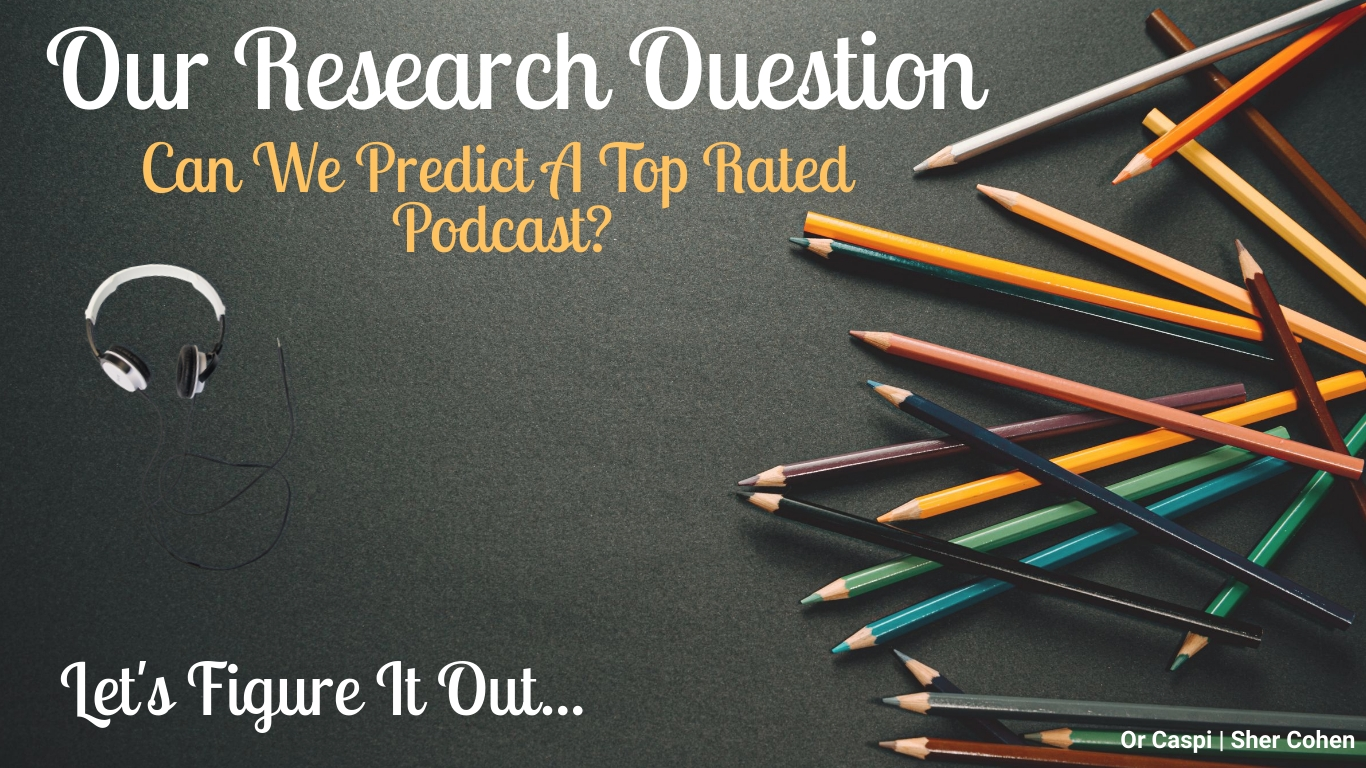 Our Research Question
Can We Predict A Top Rated
Podcast?
Let's Figure It Out...
Or Caspi | Sher Cohen